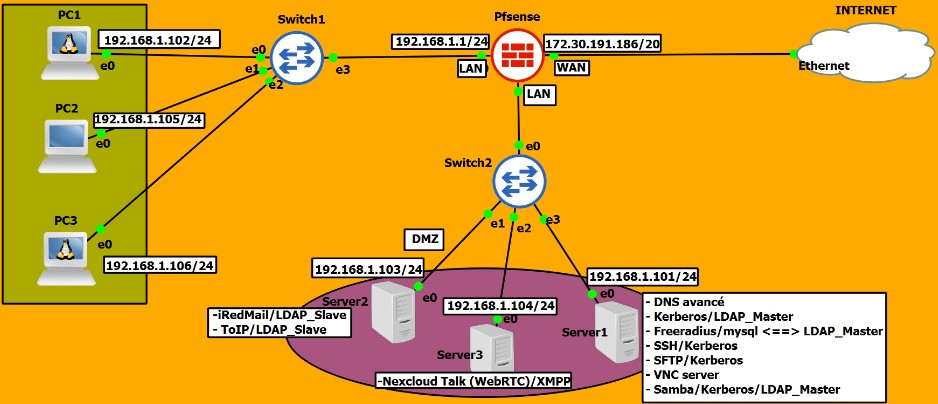 PC1
192.168.1.102/24
e0
Switch1
e0
e1
e2
e3
192.168.1.1/24
LAN
Pfsense
172.30.191.186/20
WAN
INTERNET
Ethernet
PC2
192.168.1.105/24
e0
LAN
e0
Switch2
e1
e2
e3
PC3
e0
192.168.1.106/24
DMZ
192.168.1.103/24
e0
Server2
-iRedMail/LDAP_Slave
- ToIP/LDAP_Slave
192.168.1.104/24
e0
Server3
-Nexcloud Talk (WebRTC)/XMPP
192.168.1.101/24
e0
Server1
- DNS avancé
- Kerberos/LDAP_Master
- Freeradius/mysql <==> LDAP_Master
- SSH/Kerberos
- SFTP/Kerberos
- VNC server
- Samba/Kerberos/LDAP_Master